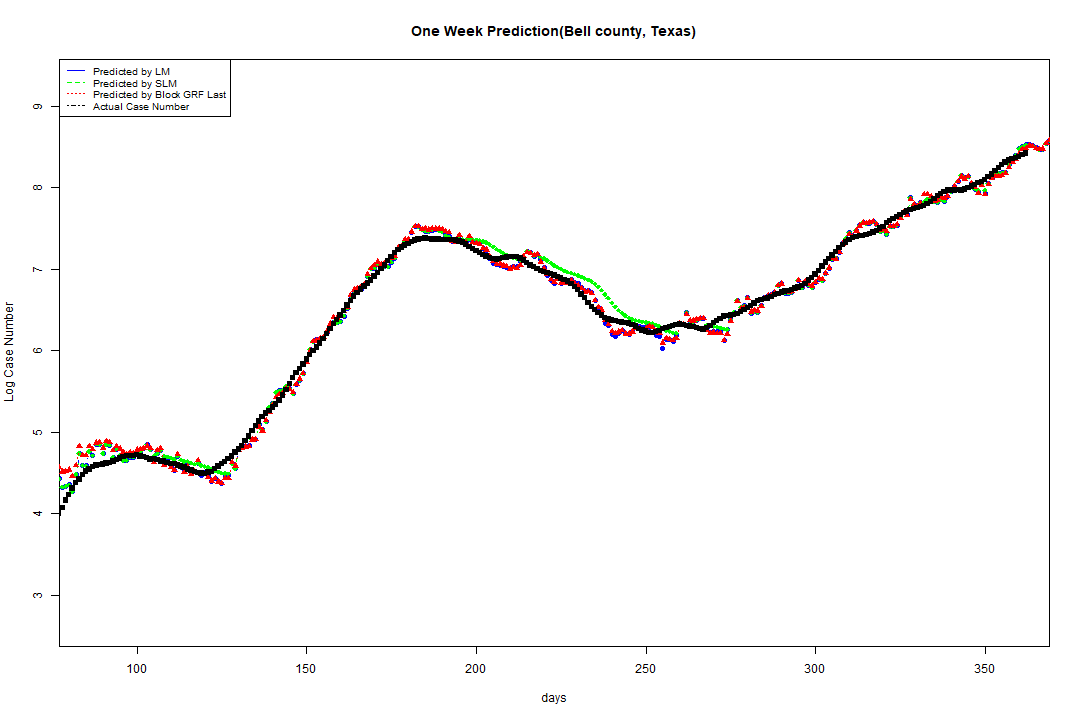 One Week Prediction(Bell county, Texas)
Predicted by LM
Predicted by SLM
Predicted by Block GRF Last
Actual Case Number
9
8
7
6
5
4
3
Log Case Number
100 150 200 250 300 350
days